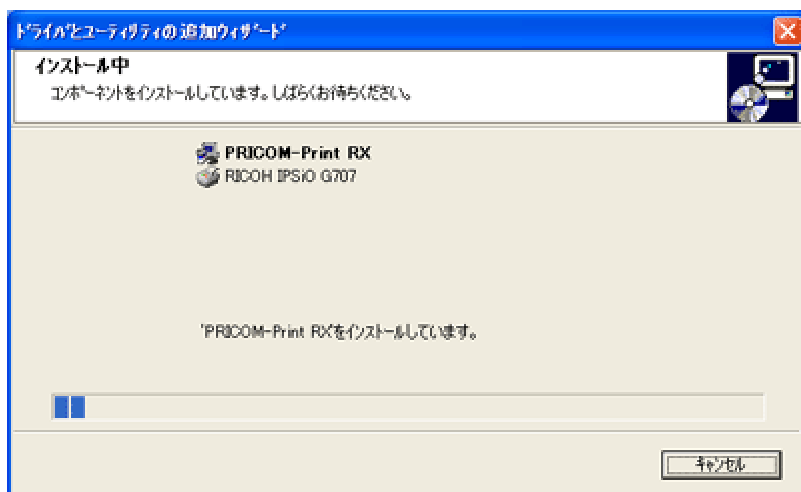 ﾄﾞﾗｲﾊﾞとﾕｰﾃｨﾘﾃｨの追加ｳｨｻﾞｰﾄﾞ
インストール中
コンポーネントをインストールしています。しばらくお待ちください。
PRICOM-Print RX
RICOH IPSiO G707
'PRICOM-Print RX'をインストールしています。
キャンセル